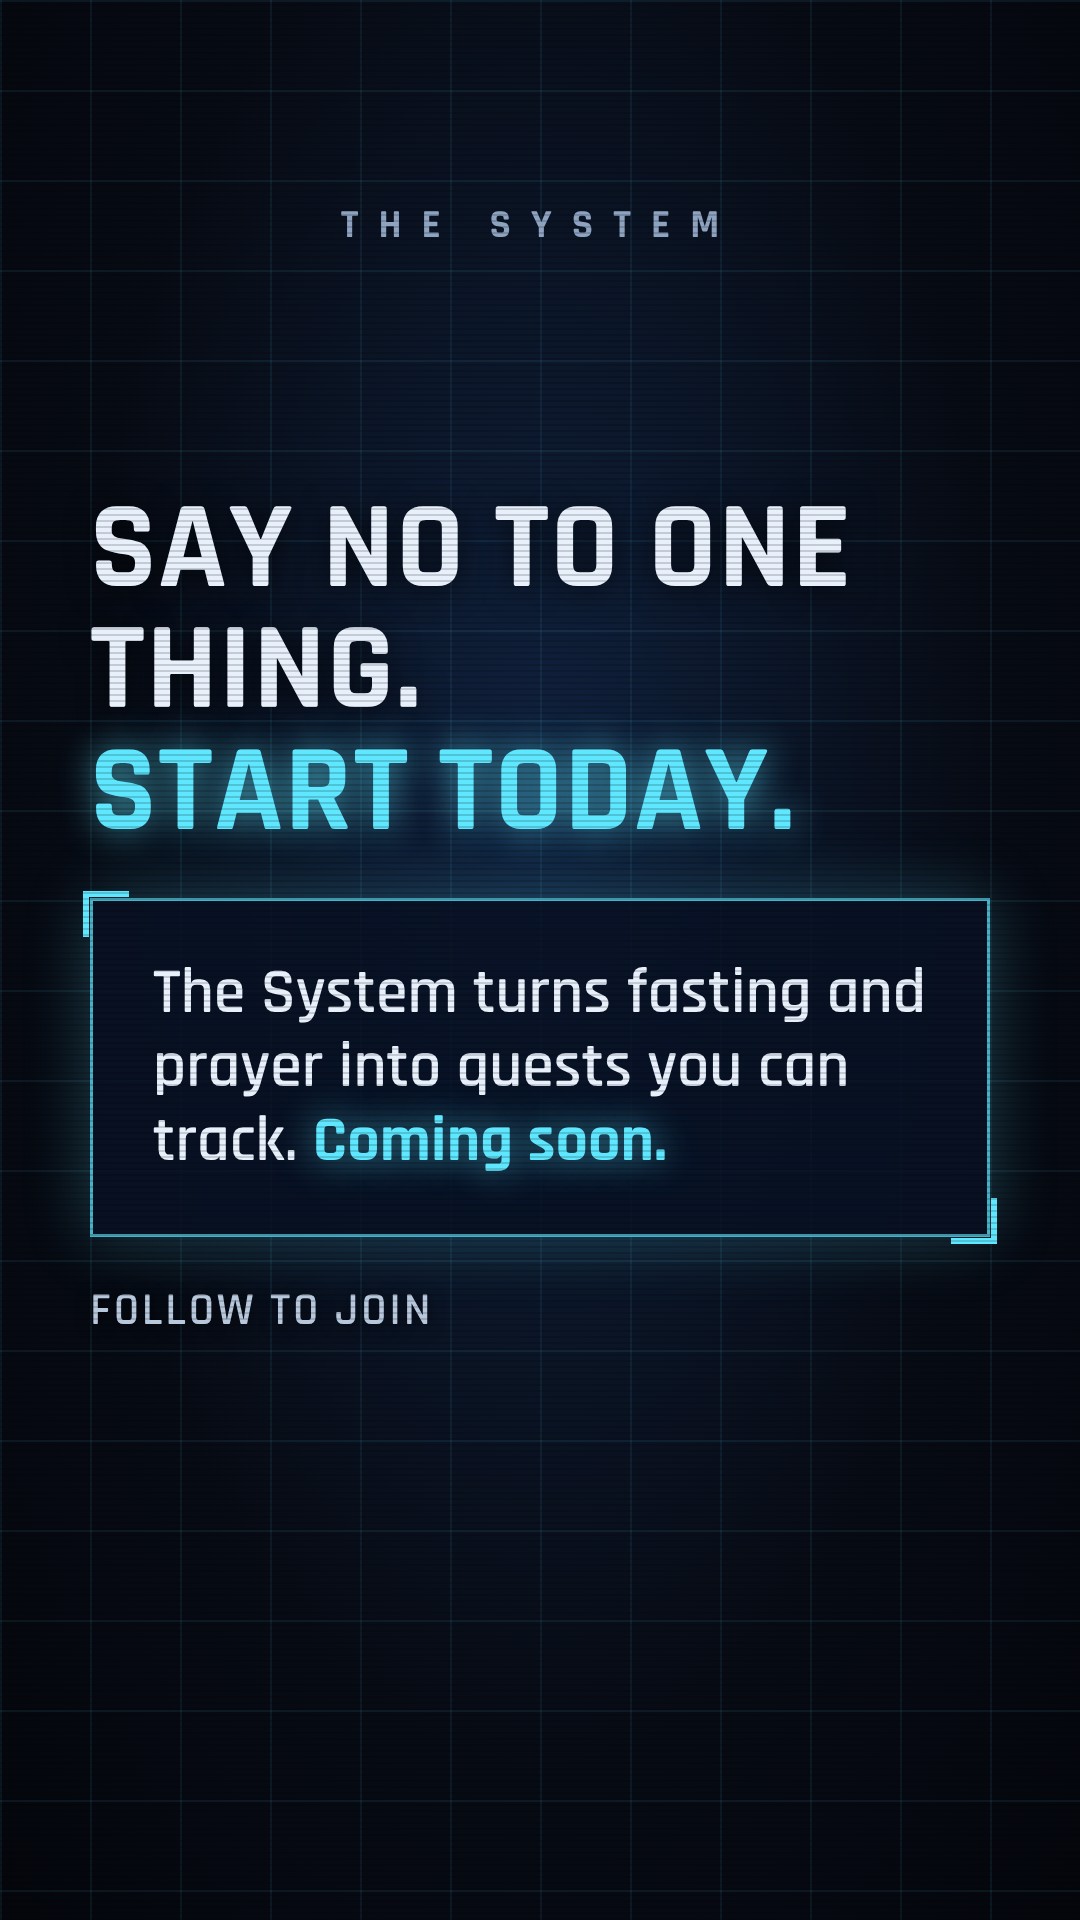 THE SYSTEM
SAY NO TO ONE
THING.
START TODAY.
The System turns fasting and
prayer into quests you can
track. Coming soon.
FOLLOW TO JOIN